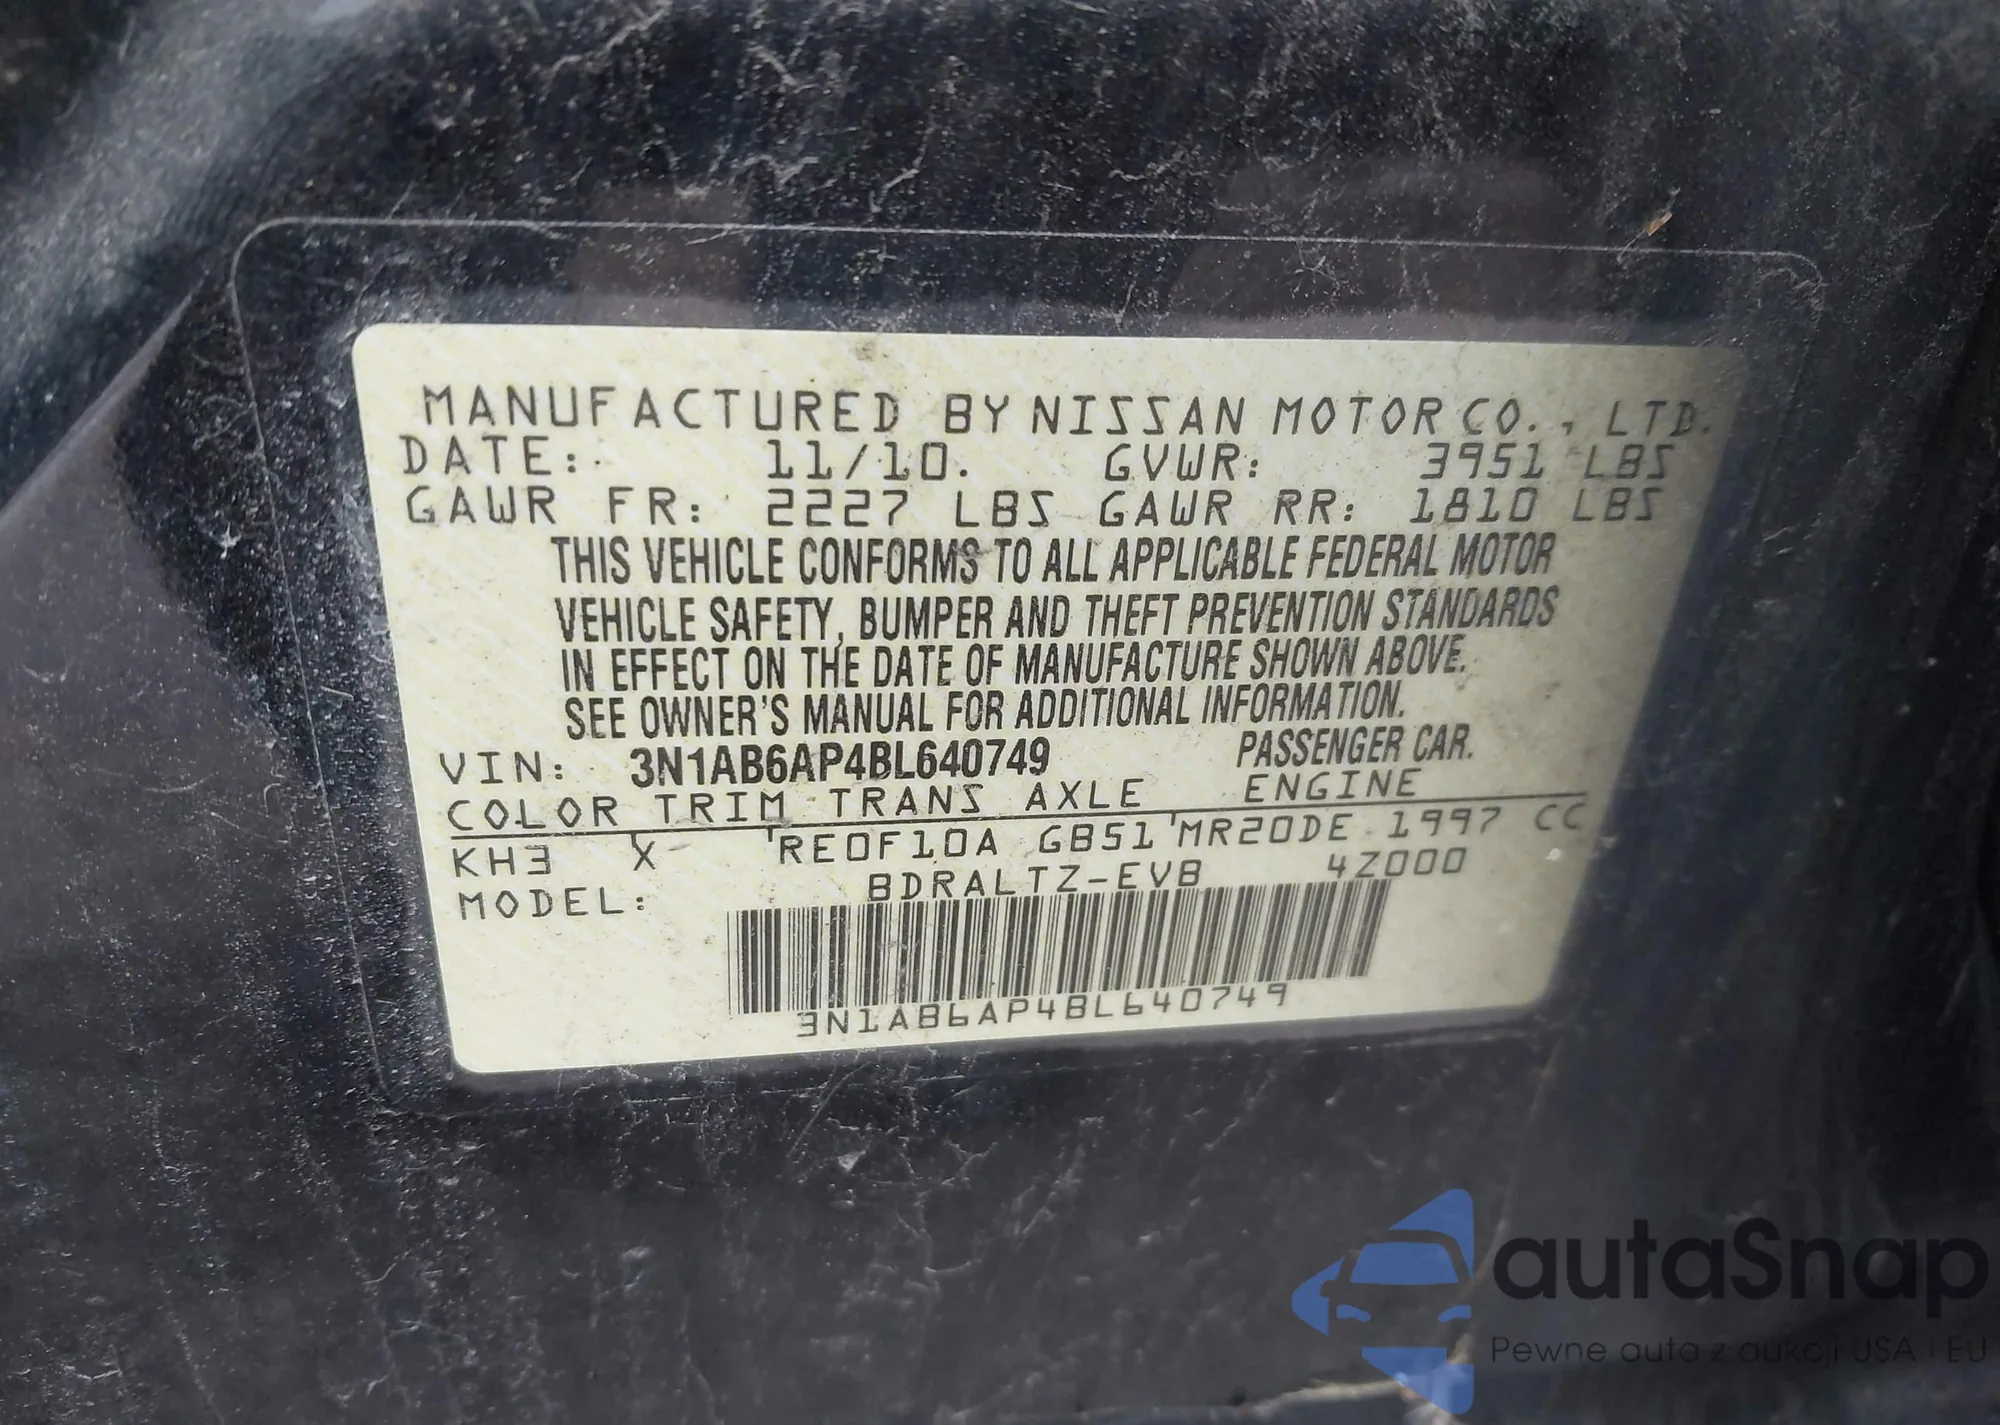 MANUFACTURED BY NISSAN MOTOR CO., LTD.
DATE: 11/10. GVWR: 3951 LBS
GAWR FR: 2227 LBS GAWR RR: 1810 LBS
THIS VEHICLE CONFORMS TO ALL APPLICABLE FEDERAL MOTOR
VEHICLE SAFETY, BUMPER AND THEFT PREVENTION STANDARDS
IN EFFECT ON THE DATE OF MANUFACTURE SHOWN ABOVE.
SEE OWNER'S MANUAL FOR ADDITIONAL INFORMATION.
VIN: 3N1AB6AP4BL640749 PASSENGER CAR.
COLOR TRIM TRANS AXLE ENGINE
KH3 X RE0F10A GB51 MR20DE 1997 CC
MODEL: BDRALTZ-EVB 4Z000
3N1AB6AP4BL640749
autaSnap
Pewne auta z aukcji USA i EU